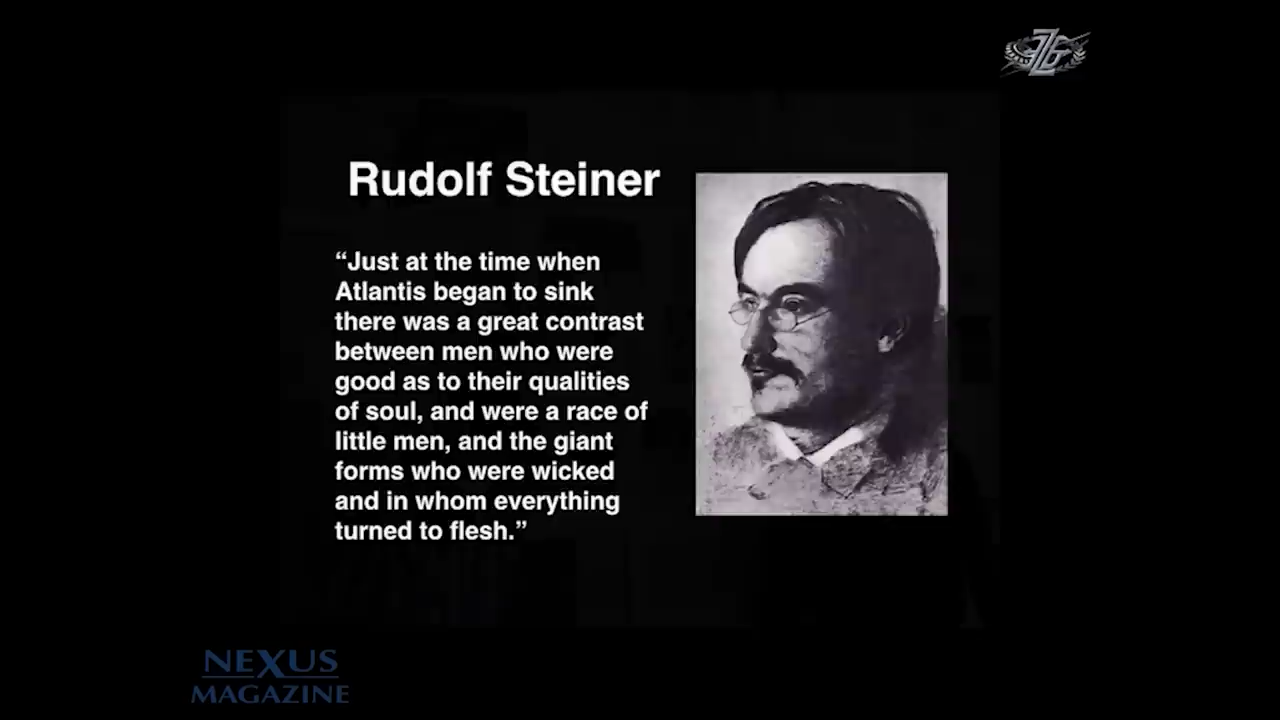 Rudolf Steiner
“Just at the time when
Atlantis began to sink
there was a great contrast
between men who were
good as to their qualities
of soul, and were a race of
little men, and the giant
forms who were wicked
and in whom everything
turned to flesh.”
NEXUS
MAGAZINE